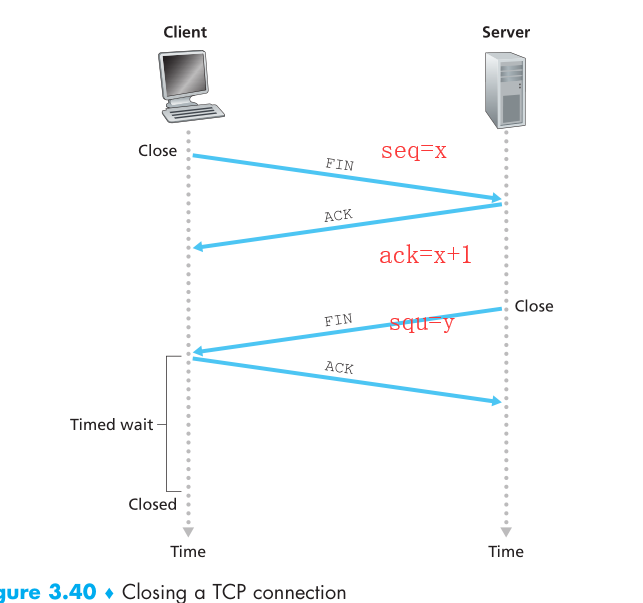 Client
Server
Close
seq=x
FIN
ACK
ack=x+1
Close
FIN
squ=y
ACK
Timed wait
Closed
Time
Time
gure 3.40 ♦ Closing a TCP connection